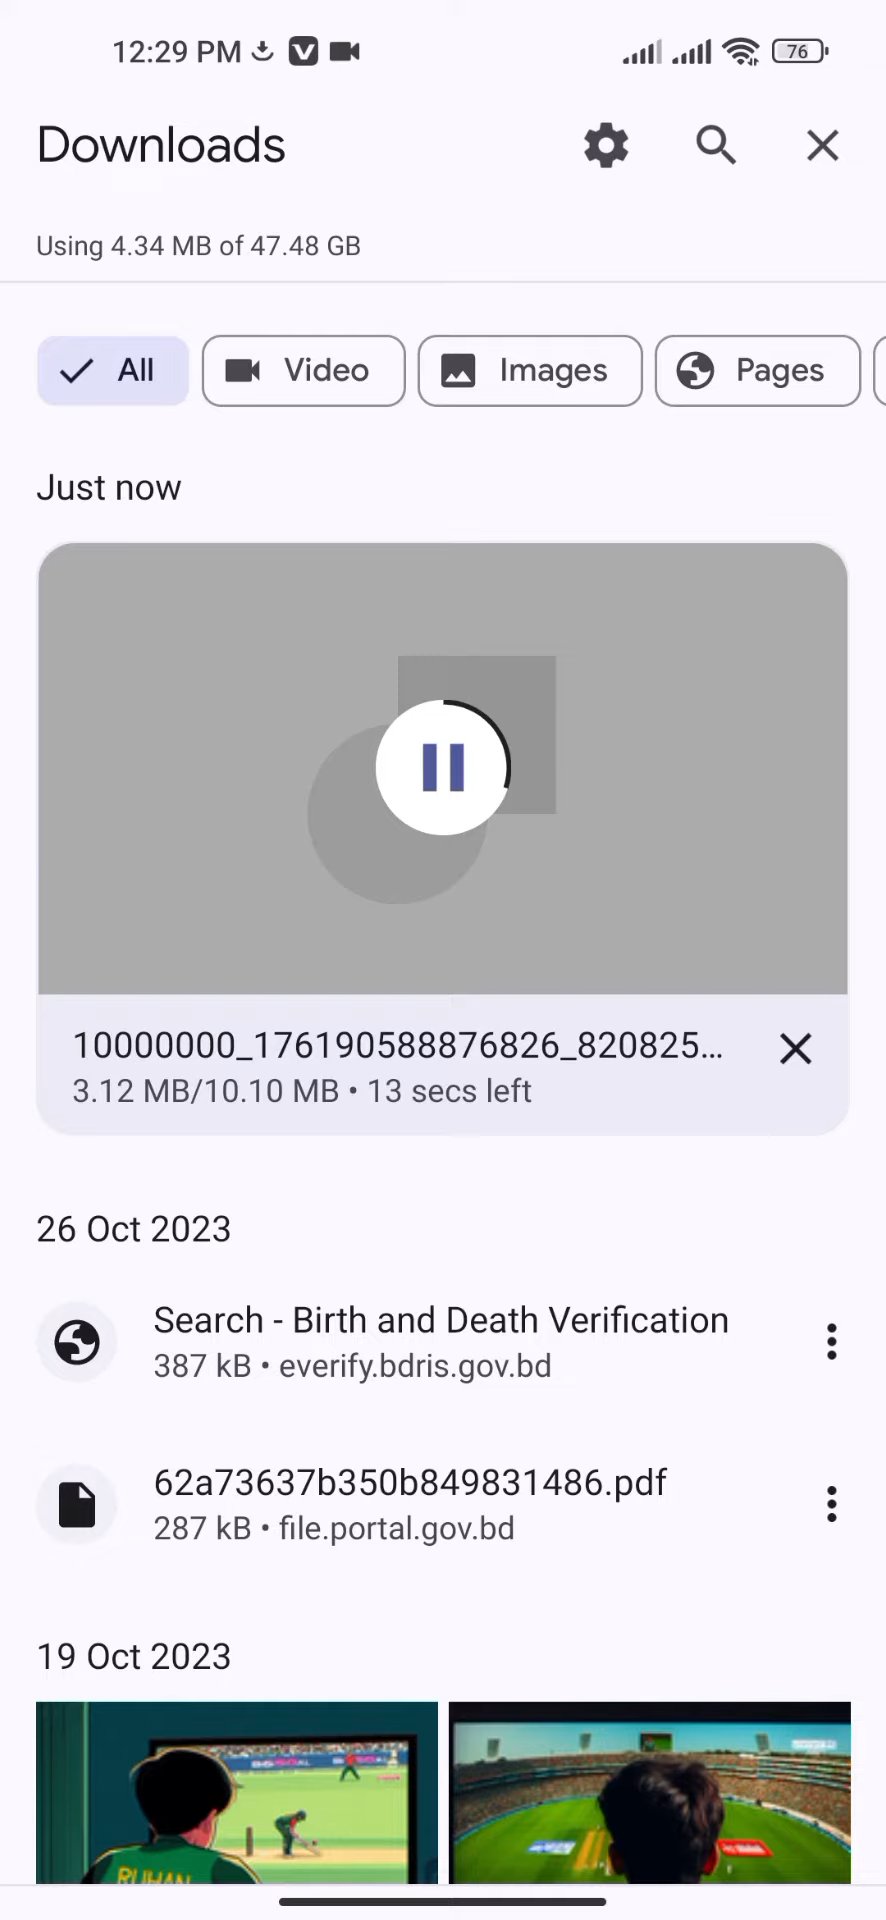 12:29 PM
76
Downloads
Using 4.34 MB of 47.48 GB
All
Video
Images
Pages
Just now
10000000_176190588876826_820825...
3.12 MB/10.10 MB • 13 secs left
26 Oct 2023
Search - Birth and Death Verification
387 kB • everify.bdris.gov.bd
62a73637b350b849831486.pdf
287 kB • file.portal.gov.bd
19 Oct 2023
RUHAN